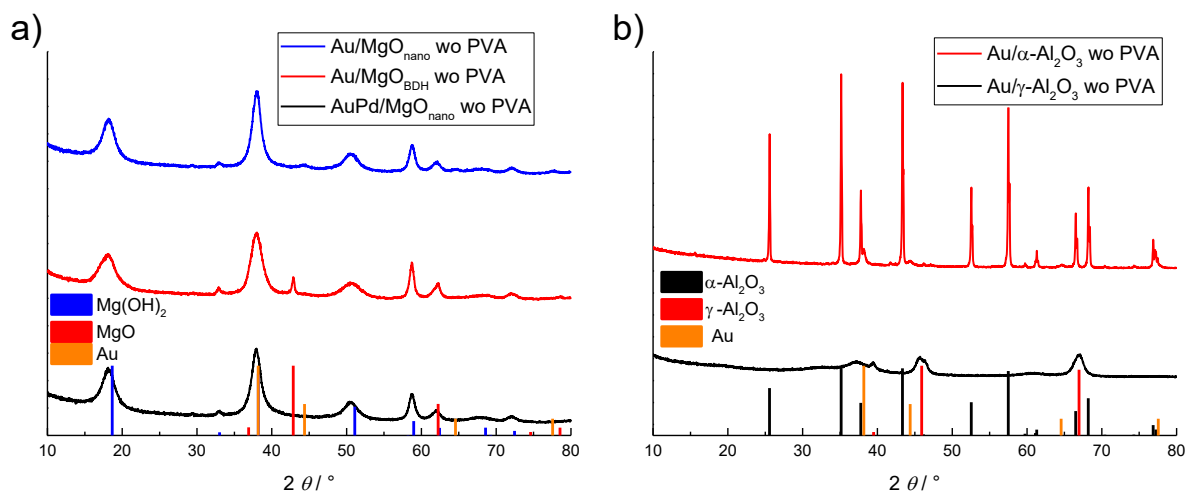 a)
Au/MgOnano wo PVA
Au/MgOBDH wo PVA
AuPd/MgOnano wo PVA
Mg(OH)2
MgO
Au
10 20 30 40 50 60 70 80
2 θ / °
b)
Au/α-Al2O3 wo PVA
Au/γ-Al2O3 wo PVA
α-Al2O3
γ -Al2O3
Au
10 20 30 40 50 60 70 80
2 θ / °